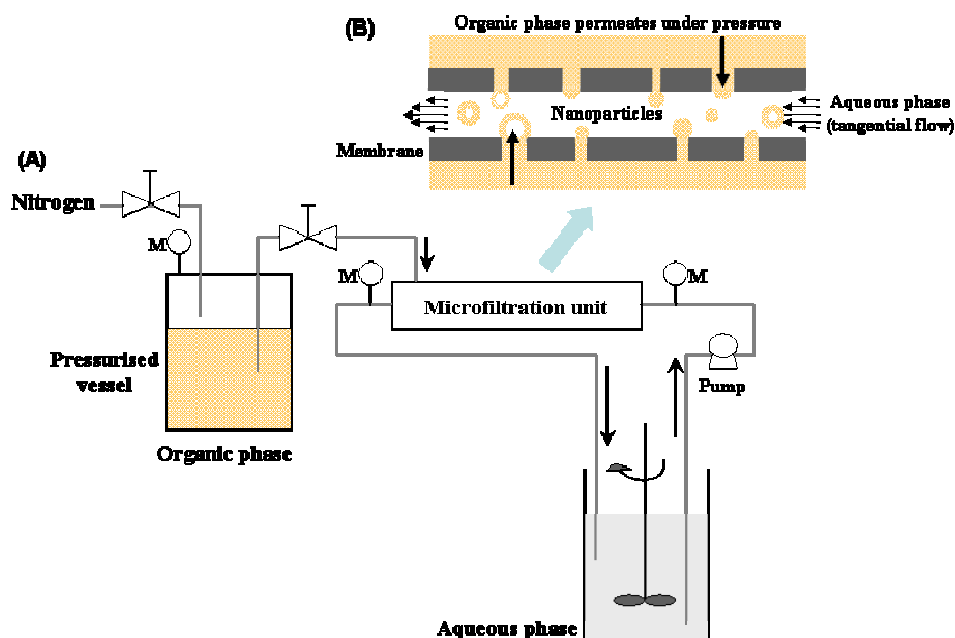 (B)
Organic phase permeates under pressure
Nanoparticles
Aqueous phase
(tangential flow)
Membrane
(A)
Nitrogen
M
M
M
Microfiltration unit
Pressurised
vessel
Pump
Organic phase
Aqueous phase